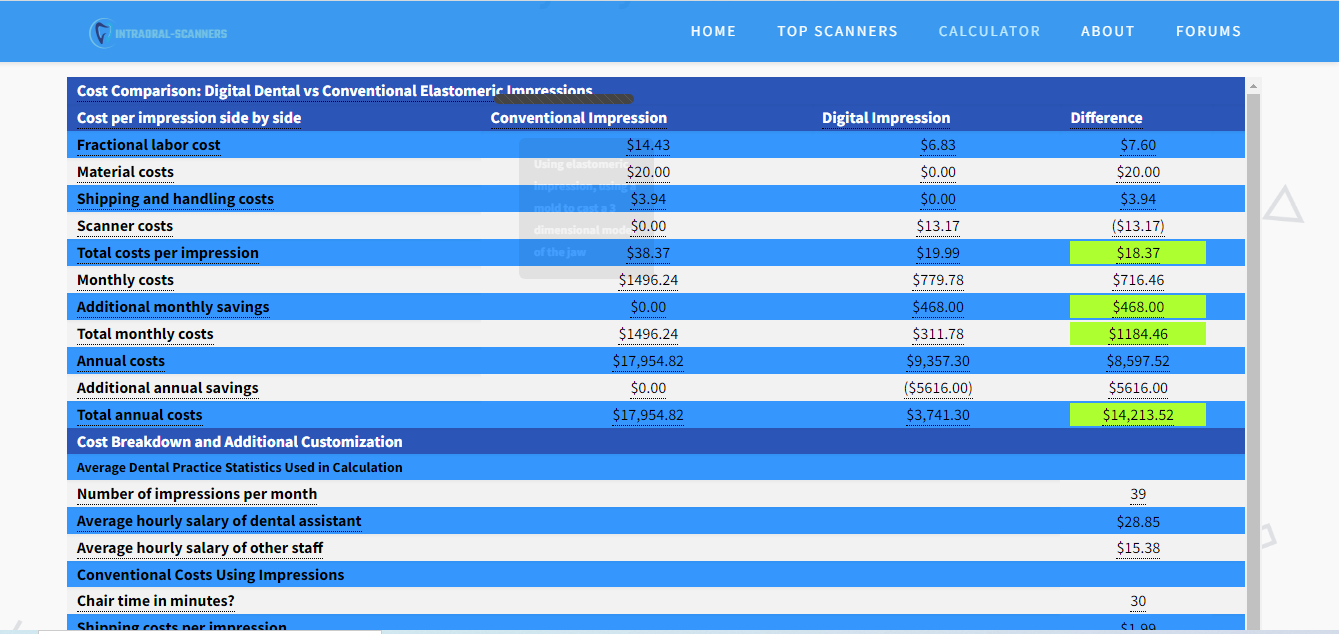 INTRAORAL-SCANNERS
HOME TOP SCANNERS CALCULATOR ABOUT FORUMS
Cost Comparison: Digital Dental vs Conventional Elastomeric Impressions
Cost per impression side by side Conventional Impression Digital Impression Difference
Fractional labor cost $14.43 $6.83 $7.60
Material costs $20.00 $0.00 $20.00
Shipping and handling costs $3.94 $0.00 $3.94
Scanner costs $0.00 $13.17 ($13.17)
Total costs per impression $38.37 $19.99 $18.37
Monthly costs $1496.24 $779.78 $716.46
Additional monthly savings $0.00 $468.00 $468.00
Total monthly costs $1496.24 $311.78 $1184.46
Annual costs $17,954.82 $9,357.30 $8,597.52
Additional annual savings $0.00 ($5616.00) $5616.00
Total annual costs $17,954.82 $3,741.30 $14,213.52
Using elastomeric
impression, using
mold to cast a 3
dimensional mode
of the jaw
Cost Breakdown and Additional Customization
Average Dental Practice Statistics Used in Calculation
Number of impressions per month 39
Average hourly salary of dental assistant $28.85
Average hourly salary of other staff $15.38
Conventional Costs Using Impressions
Chair time in minutes? 30
Shipping costs per impression $1.99